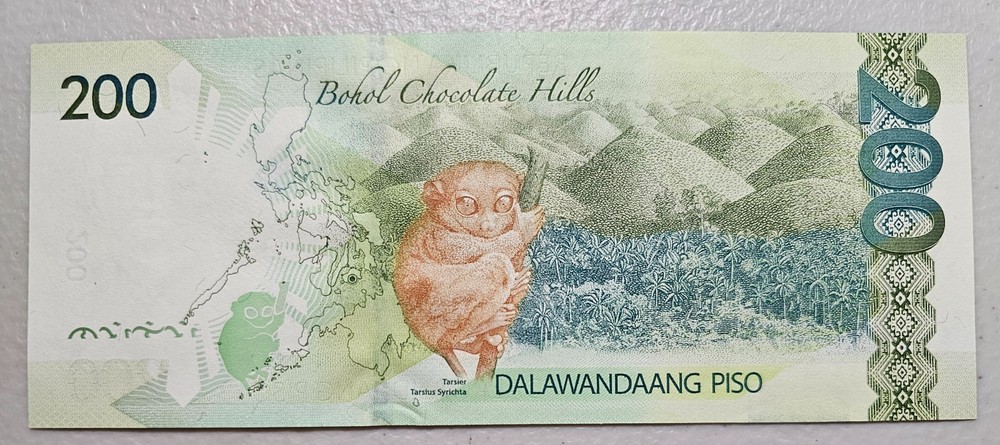 200
Bohol Chocolate Hills
200
Tarsier
Tarsius Syrichta
DALAWANDAANG PISO